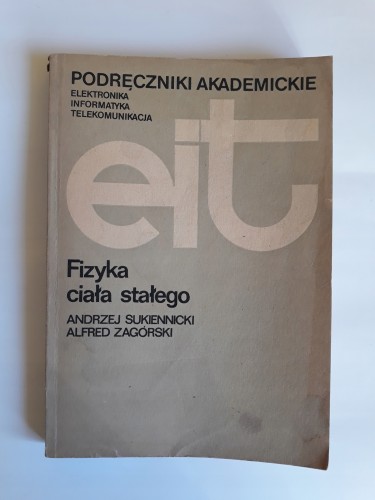 PODRĘCZNIKI AKADEMICKIE
ELEKTRONIKA
INFORMATYKA
TELEKOMUNIKACJA
eit
Fizyka
ciała stałego
ANDRZEJ SUKIENNICKI
ALFRED ZAGÓRSKI